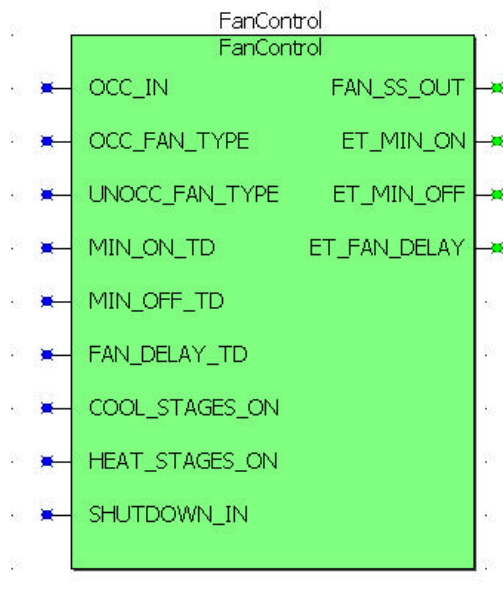 FanControl
FanControl
OCC_IN FAN_SS_OUT
OCC_FAN_TYPE ET_MIN_ON
UNOCC_FAN_TYPE ET_MIN_OFF
MIN_ON_TD ET_FAN_DELAY
MIN_OFF_TD
FAN_DELAY_TD
COOL_STAGES_ON
HEAT_STAGES_ON
SHUTDOWN_IN